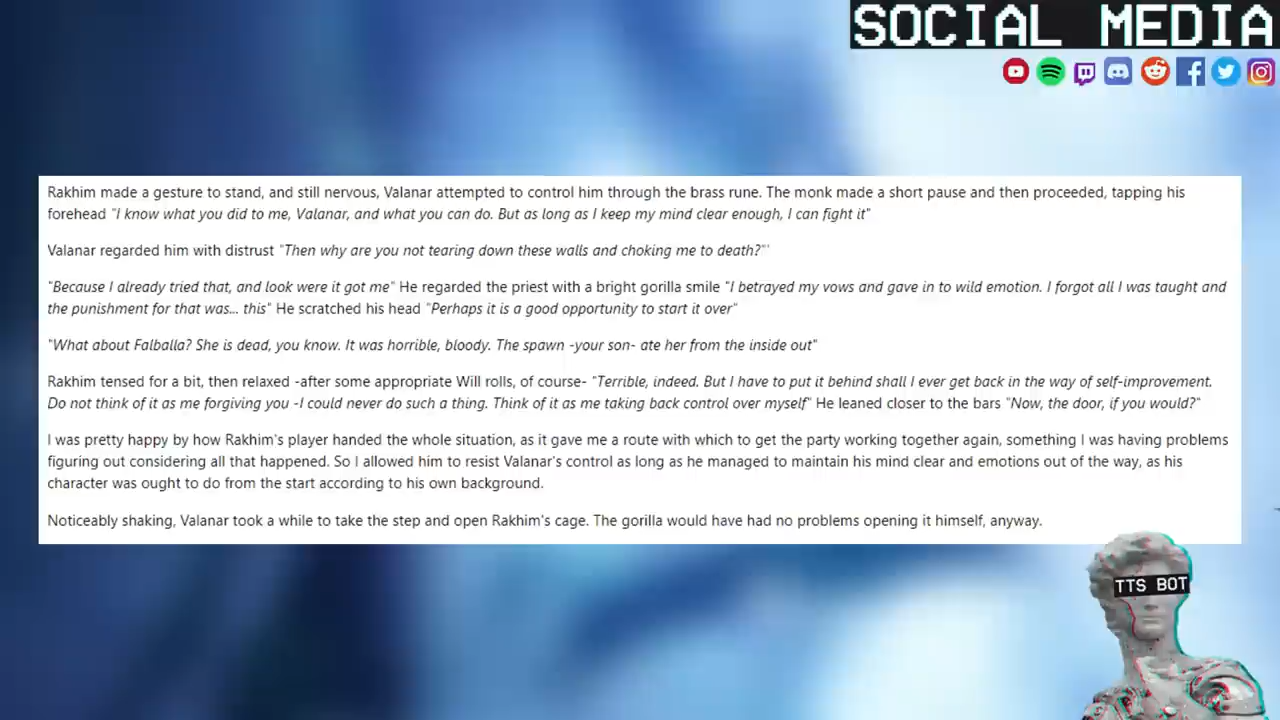 SOCIAL MEDIA
Rakhim made a gesture to stand, and still nervous, Valanar attempted to control him through the brass rune. The monk made a short pause and then proceeded, tapping his
forehead "I know what you did to me, Valanar, and what you can do. But as long as I keep my mind clear enough, I can fight it"
Valanar regarded him with distrust "Then why are you not tearing down these walls and choking me to death?"'
"Because I already tried that, and look were it got me" He regarded the priest with a bright gorilla smile "I betrayed my vows and gave in to wild emotion. I forgot all I was taught and
the punishment for that was... this" He scratched his head "Perhaps it is a good opportunity to start it over"
"What about Falballa? She is dead, you know. It was horrible, bloody. The spawn -your son- ate her from the inside out"
Rakhim tensed for a bit, then relaxed -after some appropriate Will rolls, of course- "Terrible, indeed. But I have to put it behind shall I ever get back in the way of self-improvement.
Do not think of it as me forgiving you -I could never do such a thing. Think of it as me taking back control over myself" He leaned closer to the bars "Now, the door, if you would?"
I was pretty happy by how Rakhim's player handed the whole situation, as it gave me a route with which to get the party working together again, something I was having problems
figuring out considering all that happened. So I allowed him to resist Valanar's control as long as he managed to maintain his mind clear and emotions out of the way, as his
character was ought to do from the start according to his own background.
Noticeably shaking, Valanar took a while to take the step and open Rakhim's cage. The gorilla would have had no problems opening it himself, anyway.
TTS BOT